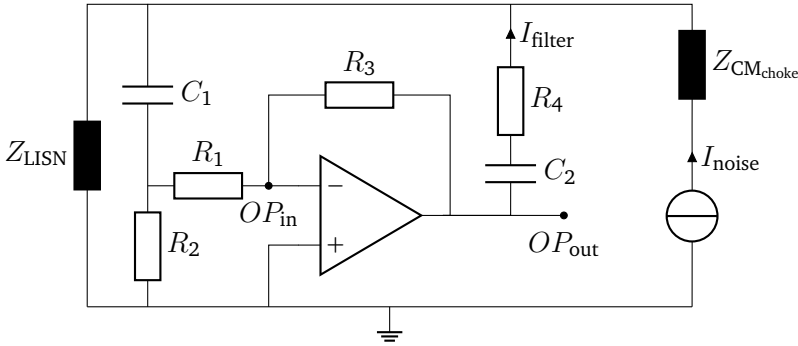 I_filter
R_3
Z_CM_choke
C_1
R_4
Z_LISN
R_1
I_noise
C_2
−
OP_in
R_2
+
OP_out